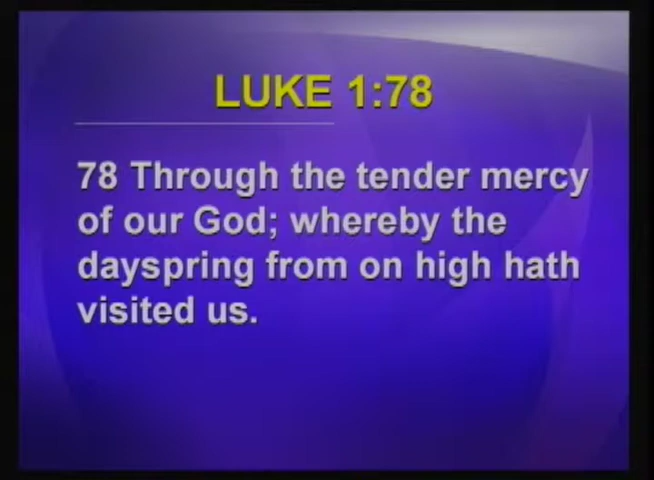 LUKE 1:78
78 Through the tender mercy
of our God; whereby the
dayspring from on high hath
visited us.